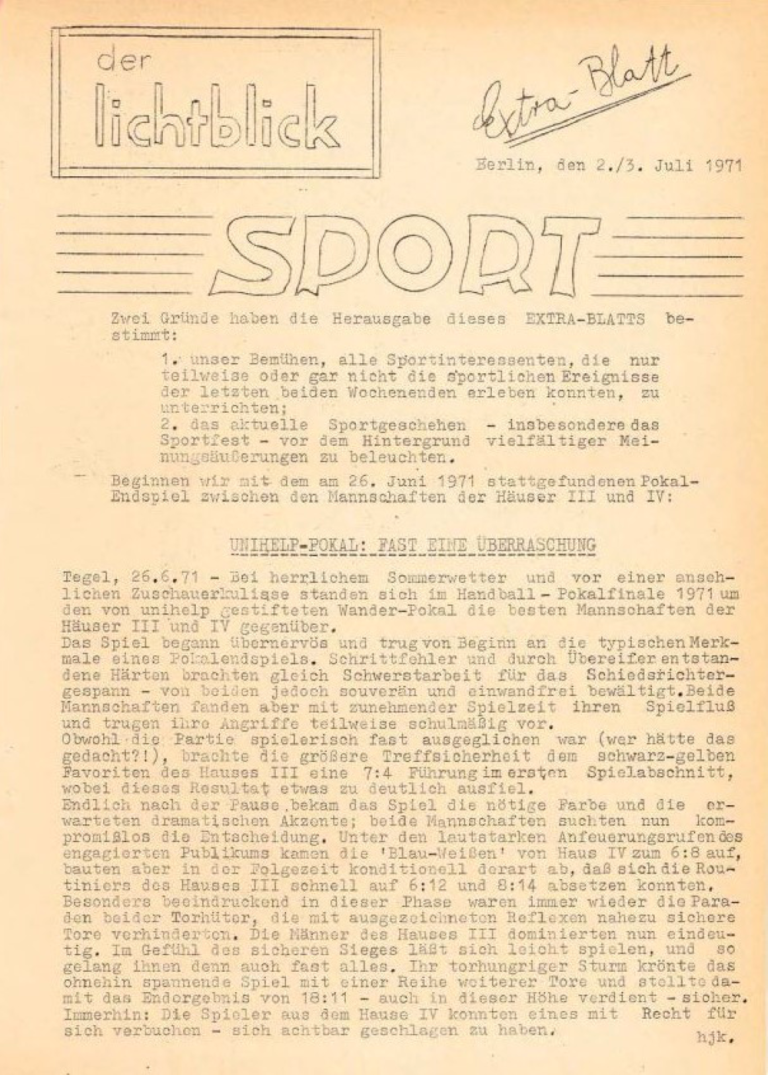 der
lichtblick
Extra-Blatt
Berlin, den 2./3. Juli 1971
SPORT
Zwei Gründe haben die Herausgabe dieses EXTRA-BLATTS be-
stimmt:
1. unser Bemühen, alle Sportinteressenten, die nur
teilweise oder gar nicht die sportlichen Ereignisse
der letzten beiden Wochenenden erleben konnten, zu
unterrichten;
2. das aktuelle Sportgeschehen - insbesondere das
Sportfest - vor dem Hintergrund vielfältiger Mei-
nungsäußerungen zu beleuchten.
Beginnen wir mit dem am 26. Juni 1971 stattgefundenen Pokal-
Endspiel zwischen den Mannschaften der Häuser III und IV:
UNIHELP-POKAL: FAST EINE ÜBERRASCHUNG
Tegel, 26.6.71 - Bei herrlichem Sommerwetter und vor einer anseh-
lichen Zuschauerkulisse standen sich im Handball-Pokalfinale 1971 um
den von unihelp gestifteten Wander-Pokal die besten Mannschaften der
Häuser III und IV gegenüber.
Das Spiel begann übernervös und trug von Beginn an die typischen Merk-
male eines Pokalendspiels. Schrittfehler und durch Übereifer entstan-
dene Härten brachten gleich Schwerstarbeit für das Schiedsrichter-
gespann - von beiden jedoch souverän und einwandfrei bewältigt. Beide
Mannschaften fanden aber mit zunehmender Spielzeit ihren Spielfluß
und trugen ihre Angriffe teilweise schulmäßig vor.
Obwohl die Partie spielerisch fast ausgeglichen war (wer hätte das
gedacht?!), brachte die größere Treffsicherheit dem schwarz-gelben
Favoriten des Hauses III eine 7:4 Führung im ersten Spielabschnitt,
wobei dieses Resultat etwas zu deutlich ausfiel.
Endlich nach der Pause bekam das Spiel die nötige Farbe und die er-
warteten dramatischen Akzente; beide Mannschaften suchten nun kom-
promißlos die Entscheidung. Unter den lautstarken Anfeuerungsrufen des
engagierten Publikums kamen die 'Blau-Weißen' von Haus IV zum 6:8 auf,
bauten aber in der Folgezeit konditionell derart ab, daß sich die Rou-
tiniers des Hauses III schnell auf 6:12 und 8:14 absetzen konnten.
Besonders beeindruckend in dieser Phase waren immer wieder die Para-
den beider Torhüter, die mit ausgezeichneten Reflexen nahezu sichere
Tore verhinderten. Die Männer des Hauses III dominierten nun eindeu-
tig. Im Gefühl des sicheren Sieges läßt sich leicht spielen, und so
gelang ihnen denn auch fast alles. Ihr torhungriger Sturm krönte das
ohnehin spannende Spiel mit einer Reihe weiterer Tore und stellte da-
mit das Endergebnis von 18:11 - auch in dieser Höhe verdient - sicher.
Immerhin: Die Spieler aus dem Hause IV konnten eines mit Recht für
sich verbuchen - sich achtbar geschlagen zu haben.
hjk.